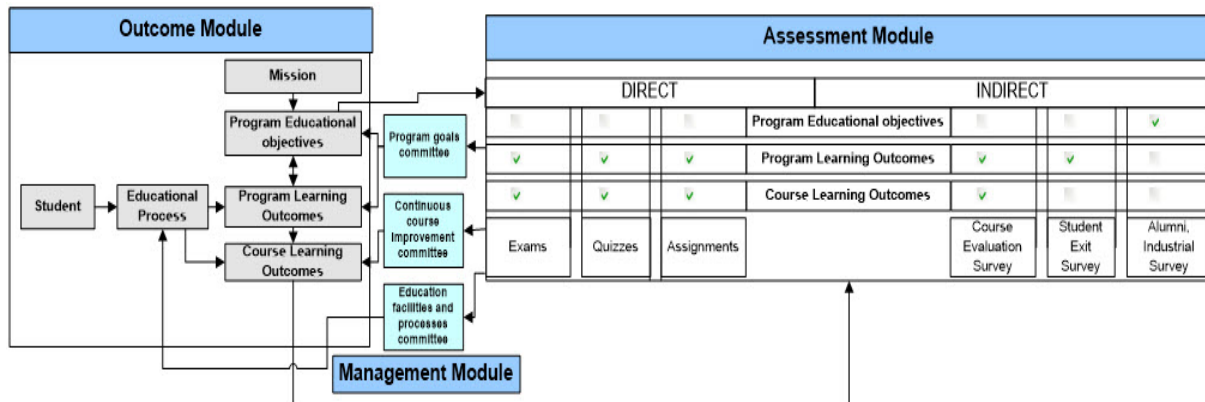 Outcome Module
Mission
Program Educational
objectives
Student
Educational
Process
Program Learning
Outcomes
Course Learning
Outcomes
Program goals
committee
Continuous
course
improvement
committee
Education
facilities and
processes
committee
Management Module
Assessment Module
DIRECT
INDIRECT
Program Educational objectives
Program Learning Outcomes
Course Learning Outcomes
Exams
Quizzes
Assignments
Course
Evaluation
Survey
Student
Exit
Survey
Alumni,
Industrial
Survey